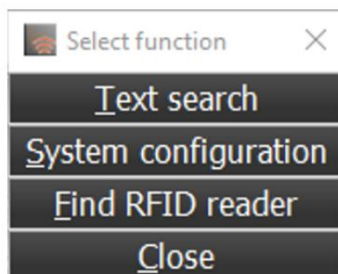 Select function
Text search
System configuration
Find RFID reader
Close